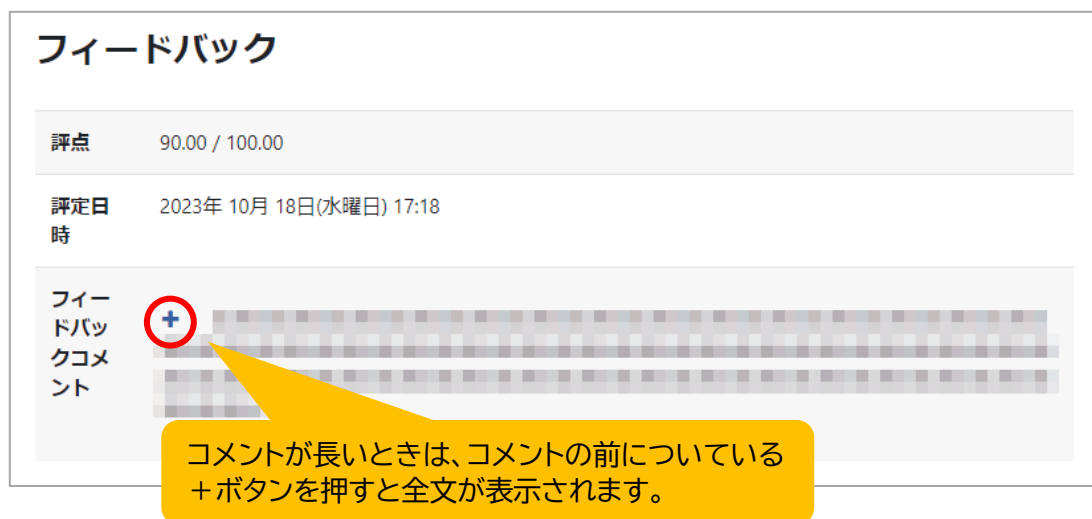 フィードバック
評点 90.00 / 100.00
評定日 2023年 10月 18日(水曜日) 17:18
時
フィー
ドバッ
クコメ
ント
コメントが長いときは、コメントの前についている
＋ボタンを押すと全文が表示されます。